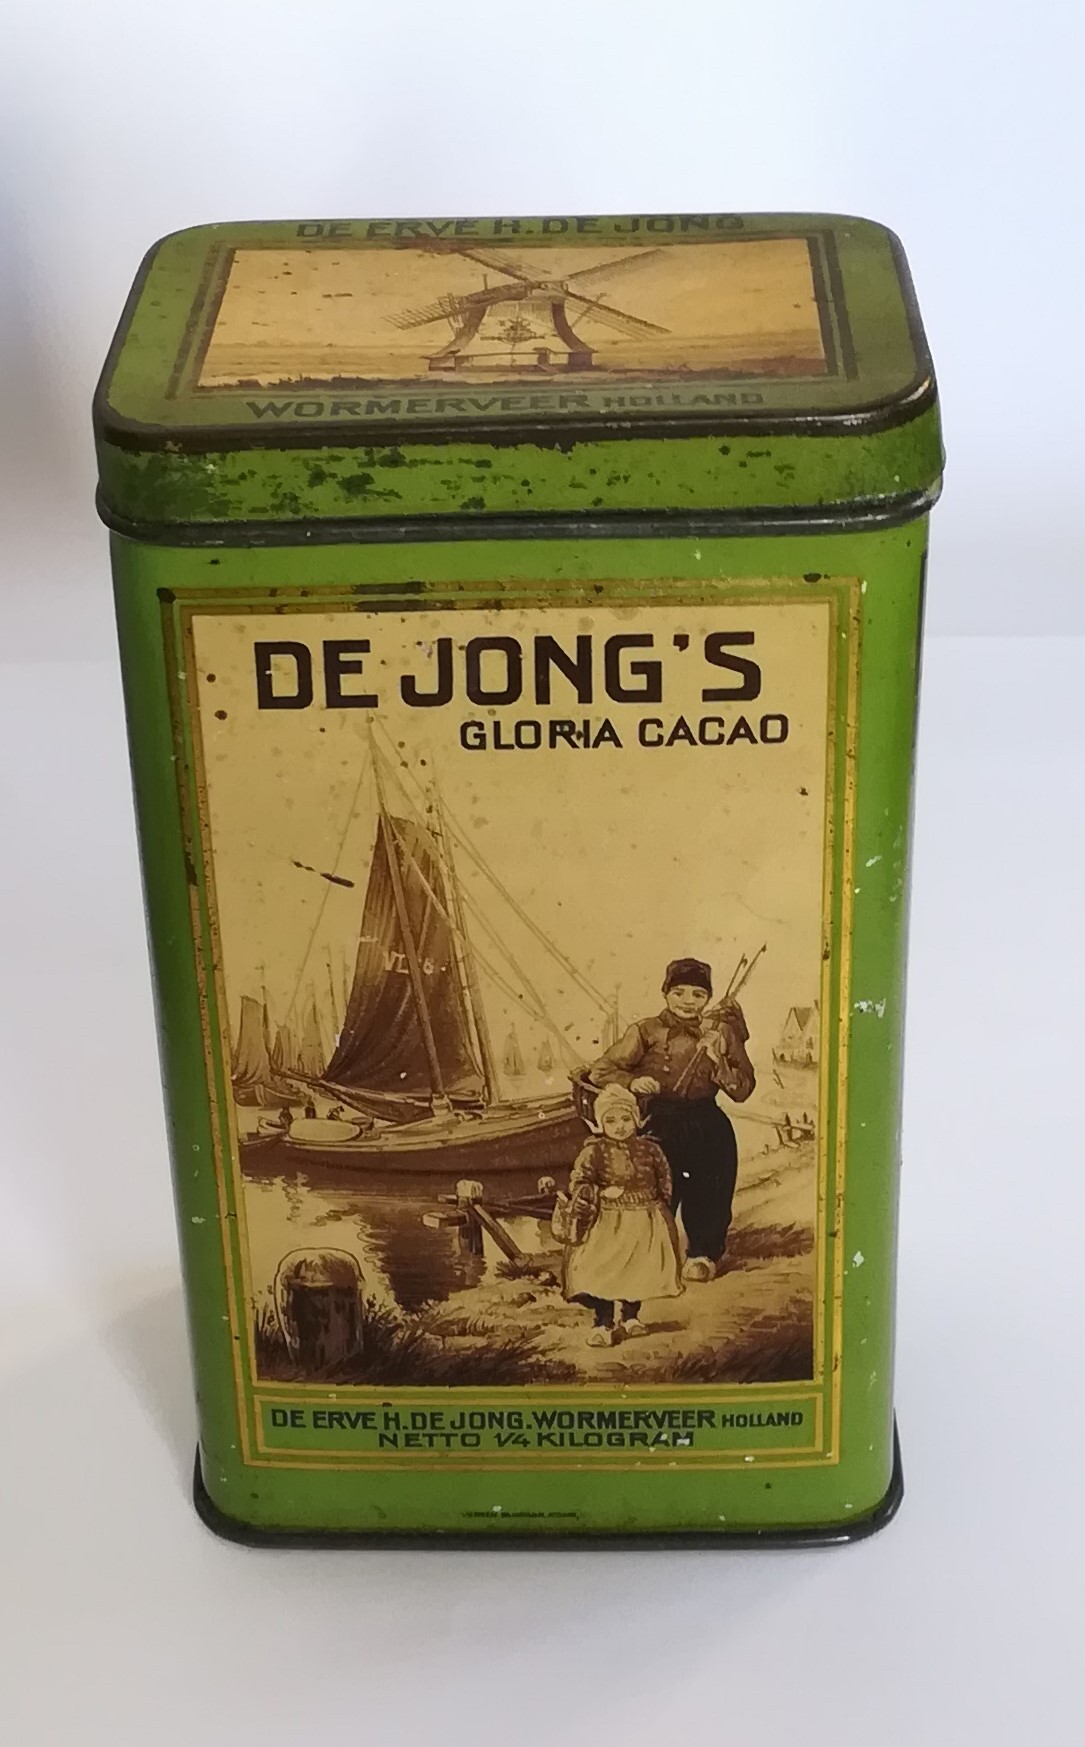 DE ERVE H. DE JONG
WORMERVEER HOLLAND
DE JONG'S
GLORIA CACAO
DE ERVE H. DE JONG. WORMERVEER HOLLAND
NETTO 1/4 KILOGRAM